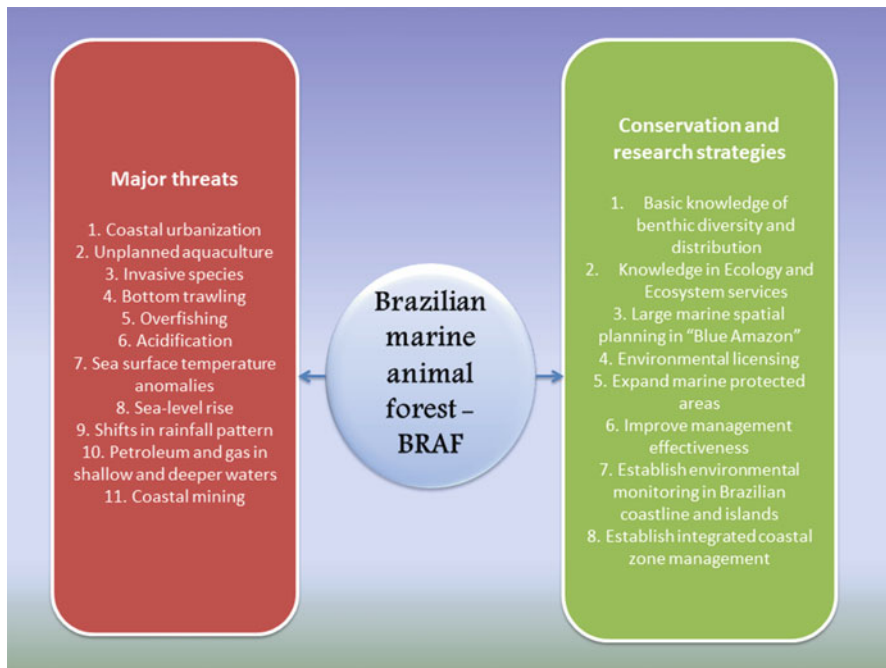 Major threats
1. Coastal urbanization
2. Unplanned aquaculture
3. Invasive species
4. Bottom trawling
5. Overfishing
6. Acidification
7. Sea surface temperature
anomalies
8. Sea-level rise
9. Shifts in rainfall pattern
10. Petroleum and gas in
shallow and deeper waters
11. Coastal mining
Brazilian
marine
animal
forest –
BRAF
Conservation and
research strategies
1. Basic knowledge of
benthic diversity and
distribution
2. Knowledge in Ecology and
Ecosystem services
3. Large marine spatial
planning in “Blue Amazon”
4. Environmental licensing
5. Expand marine protected
areas
6. Improve management
effectiveness
7. Establish environmental
monitoring in Brazilian
coastline and islands
8. Establish integrated coastal
zone management